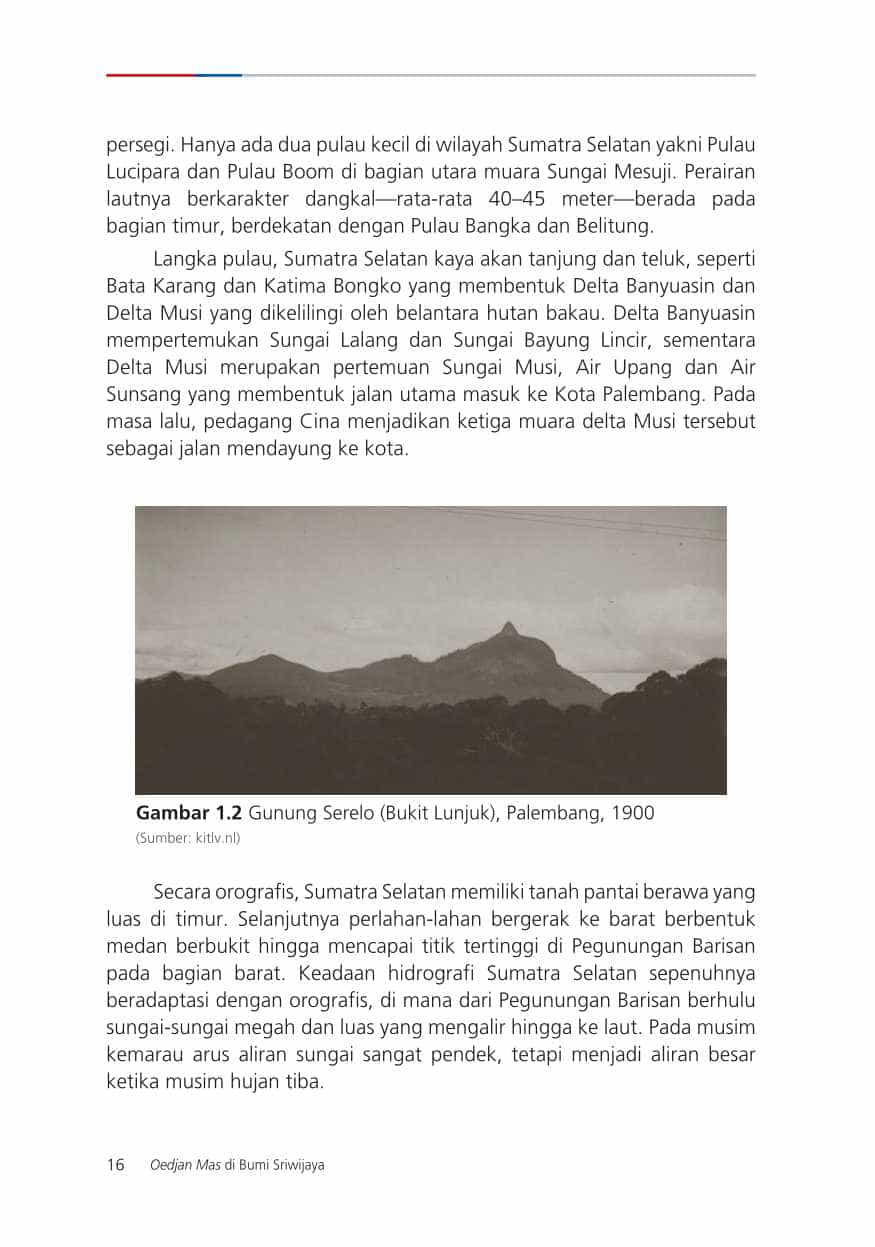 persegi. Hanya ada dua pulau kecil di wilayah Sumatra Selatan yakni Pulau
Lucipara dan Pulau Boom di bagian utara muara Sungai Mesuji. Perairan
lautnya berkarakter dangkal—rata-rata 40–45 meter—berada pada
bagian timur, berdekatan dengan Pulau Bangka dan Belitung.
Langka pulau, Sumatra Selatan kaya akan tanjung dan teluk, seperti
Bata Karang dan Katima Bongko yang membentuk Delta Banyuasin dan
Delta Musi yang dikelilingi oleh belantara hutan bakau. Delta Banyuasin
mempertemukan Sungai Lalang dan Sungai Bayung Lincir, sementara
Delta Musi merupakan pertemuan Sungai Musi, Air Upang dan Air
Sunsang yang membentuk jalan utama masuk ke Kota Palembang. Pada
masa lalu, pedagang Cina menjadikan ketiga muara delta Musi tersebut
sebagai jalan mendayung ke kota.
Gambar 1.2 Gunung Serelo (Bukit Lunjuk), Palembang, 1900
(Sumber: kitlv.nl)
Secara orografis, Sumatra Selatan memiliki tanah pantai berawa yang
luas di timur. Selanjutnya perlahan-lahan bergerak ke barat berbentuk
medan berbukit hingga mencapai titik tertinggi di Pegunungan Barisan
pada bagian barat. Keadaan hidrografi Sumatra Selatan sepenuhnya
beradaptasi dengan orografis, di mana dari Pegunungan Barisan berhulu
sungai-sungai megah dan luas yang mengalir hingga ke laut. Pada musim
kemarau arus aliran sungai sangat pendek, tetapi menjadi aliran besar
ketika musim hujan tiba.
16 Oedjan Mas di Bumi Sriwijaya